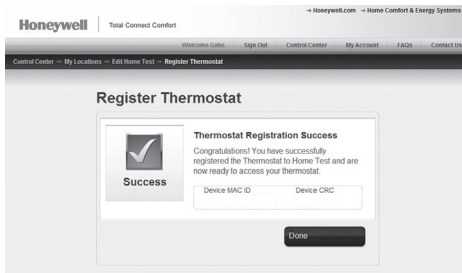 → Honeywell.com → Home Comfort & Energy Systems
Honeywell Total Connect Comfort
Welcome Gabe Sign Out Control Center My Account FAQs Contact Us
Control Center → My Locations → Edit Home Test → Register Thermostat
Register Thermostat
Thermostat Registration Success
Congratulations! You have successfully
registered the Thermostat to Home Test and are
now ready to access your thermostat.
Success
Device MAC ID Device CRC
Done